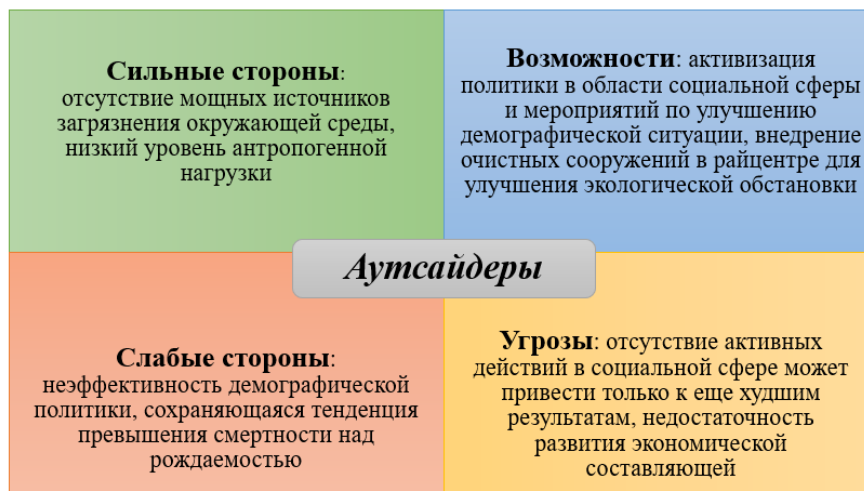 Сильные стороны:
отсутствие мощных источников
загрязнения окружающей среды,
низкий уровень антропогенной
нагрузки
Возможности: активизация
политики в области социальной сферы
и мероприятий по улучшению
демографической ситуации, внедрение
очистных сооружений в райцентре для
улучшения экологической обстановки
Аутсайдеры
Слабые стороны:
неэффективность демографической
политики, сохраняющаяся тенденция
превышения смертности над
рождаемостью
Угрозы: отсутствие активных
действий в социальной сфере может
привести только к еще худшим
результатам, недостаточность
развития экономической
составляющей